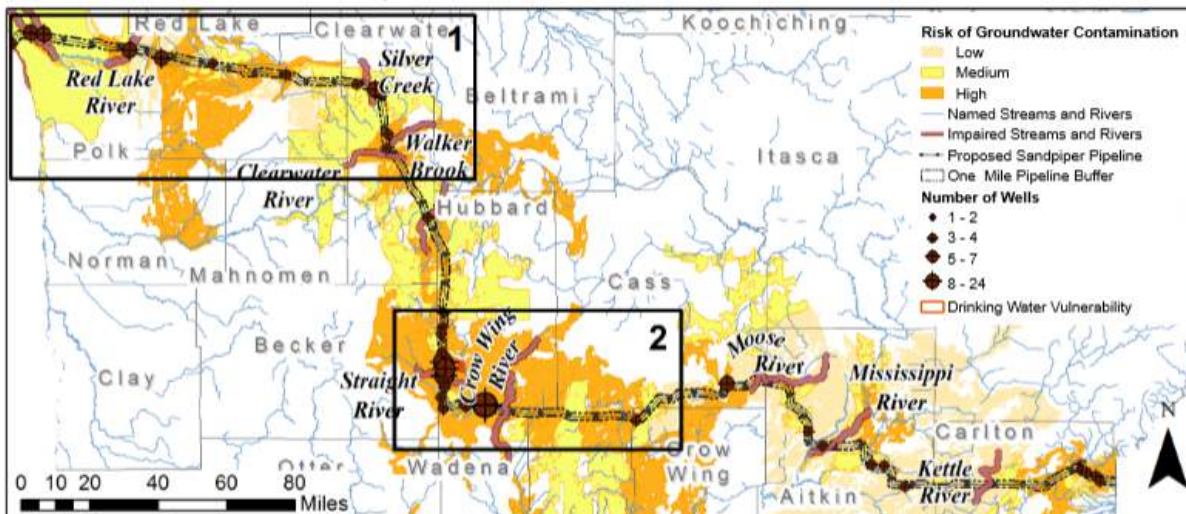 Koochiching
Red Lake
Clearwate
1
Silver
Creek
Red Lake
River
Beltrami
Walker
Brook
Polk
Itasca
Clearwater
River
Hubbard
Norman
Mahnomen
Cass
Becker
2
Crow Wing
River
Moose
River
Clay
Straight
River
Mississippi
River
Carlton
Wadena
Crow
Wing
Otter
Aitkin
Kettle
River
0 10 20 40 60 80
Miles
N
Risk of Groundwater Contamination
Low
Medium
High
Named Streams and Rivers
Impaired Streams and Rivers
Proposed Sandpiper Pipeline
One Mile Pipeline Buffer
Number of Wells
1 - 2
3 - 4
5 - 7
8 - 24
Drinking Water Vulnerability